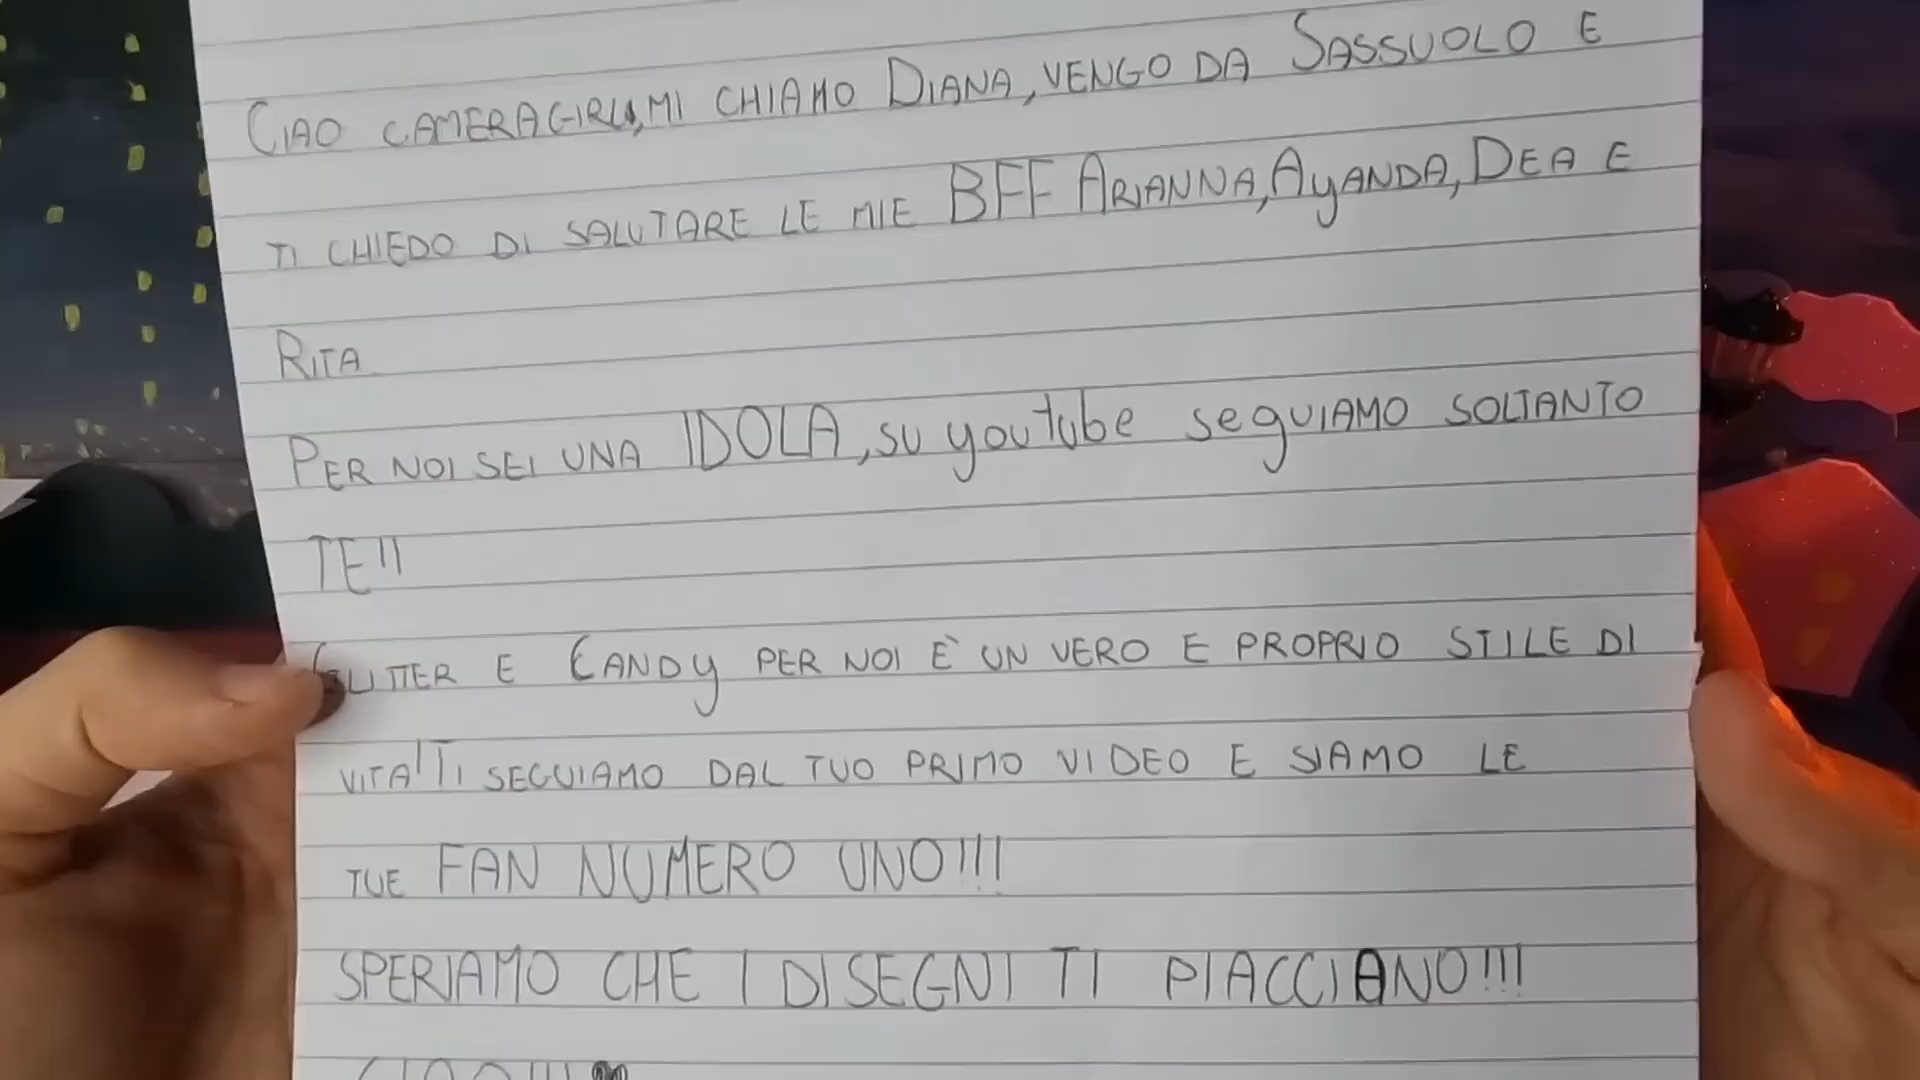 CIAO CAMERAGIRL, MI CHIAMO DIANA, VENGO DA SASSUOLO E
TI CHIEDO DI SALUTARE LE MIE BFF ARIANNA, AYANDA, DEA E
RITA
PER NOI SEI UNA IDOLA, SU youtube seguIAMO SOLTANTO
TE!!
GLITTER E CANDY PER NOI È UN VERO E PROPRIO STILE DI
VITA! TI SEGUIAMO DAL TUO PRIMO VIDEO E SIAMO LE
TUE FAN NUMERO UNO!!!
SPERIAMO CHE I DISEGNI TI PIACCIANO!!!
CIAO!!!